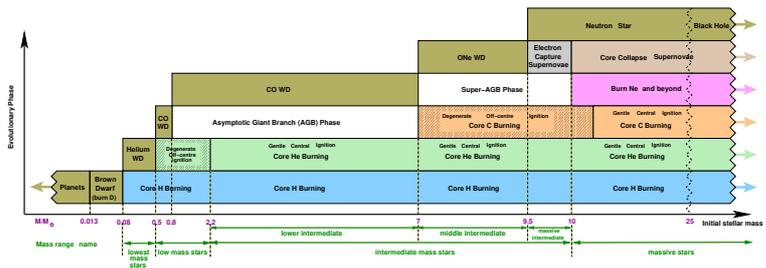 Neutron Star
Black Hole
ONe WD
Electron
Capture
Supernovae
Core Collapse Supernovae
CO WD
Super-AGB Phase
Burn Ne and beyond
CO
WD
Asymptotic Giant Branch (AGB) Phase
Degenerate Off-centre Ignition
Core C Burning
Gentle Central Ignition
Core C Burning
Helium
WD
Degenerate
Off-centre
Ignition
Gentle Central Ignition
Core He Burning
Gentle Central Ignition
Core He Burning
Gentle Central Ignition
Core He Burning
Planets
Brown
Dwarf
(burn D)
Core H Burning
Core H Burning
Core H Burning
Core H Burning
Evolutionary Phase
M/M
0.013
0.08
0.5
0.8
2.2
7
9.5
10
25
Initial stellar mass
Mass range name
lowest
mass
stars
low mass stars
lower intermediate
middle intermediate
massive
intermediate
intermediate mass stars
massive stars